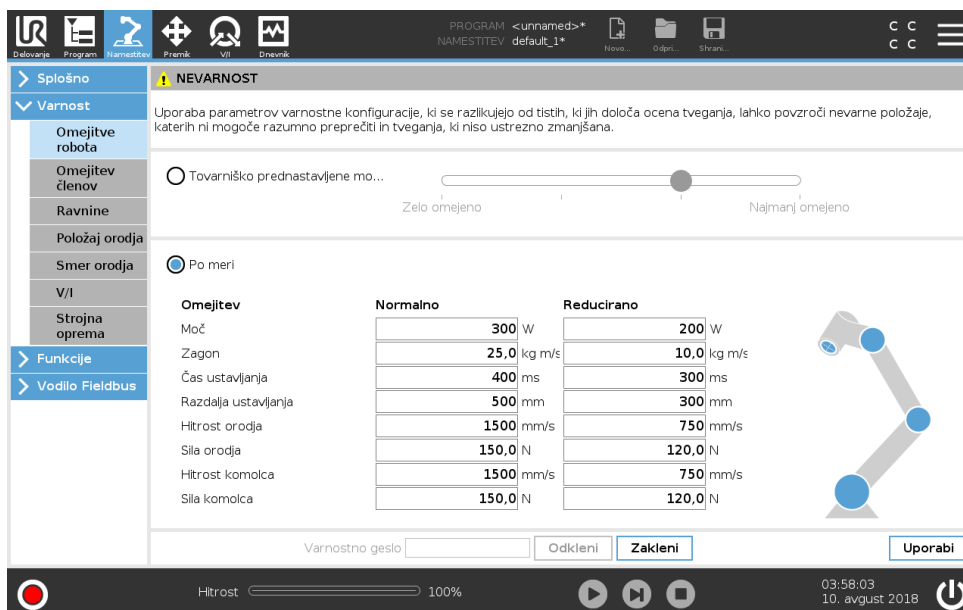 PROGRAM <unnamed>*
NAMESTITEV default_1*
Delovanje
Program
Namestitev
Premik
V/I
Dnevnik
Novo...
Odpri...
Shrani...
C C
C C
Splošno
Varnost
Omejitve
robota
Omejitev
členov
Ravnine
Položaj orodja
Smer orodja
V/I
Strojna
oprema
Funkcije
Vodilo Fieldbus
NEVARNOST
Uporaba parametrov varnostne konfiguracije, ki se razlikujejo od tistih, ki jih določa ocena tveganja, lahko povzroči nevarne položaje,
katerih ni mogoče razumno preprečiti in tveganja, ki niso ustrezno zmanjšana.
Tovarniško prednastavljene mo...
Zelo omejeno
Najmanj omejeno
Po meri
Omejitev Normalno Reducirano
Moč 300 W 200 W
Zagon 25,0 kg m/s 10,0 kg m/s
Čas ustavljanja 400 ms 300 ms
Razdalja ustavljanja 500 mm 300 mm
Hitrost orodja 1500 mm/s 750 mm/s
Sila orodja 150,0 N 120,0 N
Hitrost komolca 1500 mm/s 750 mm/s
Sila komolca 150,0 N 120,0 N
Varnostno geslo
Odkleni
Zakleni
Uporabi
Hitrost 100%
03:58:03
10. avgust 2018